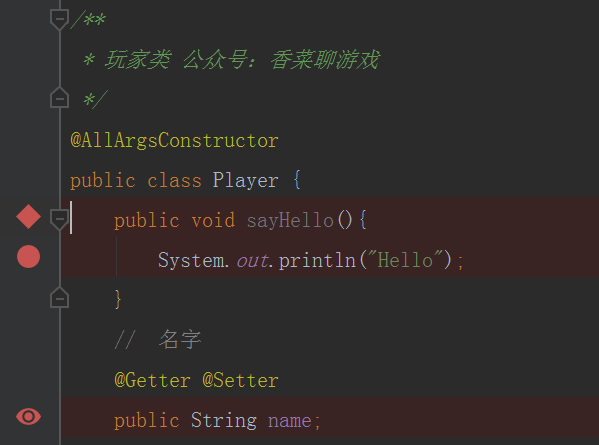 /**
 * 玩家类 公众号：香菜聊游戏
 */
@AllArgsConstructor
public class Player {
    public void sayHello(){
        System.out.println("Hello");
    }
    //  名字
    @Getter @Setter
    public String name;